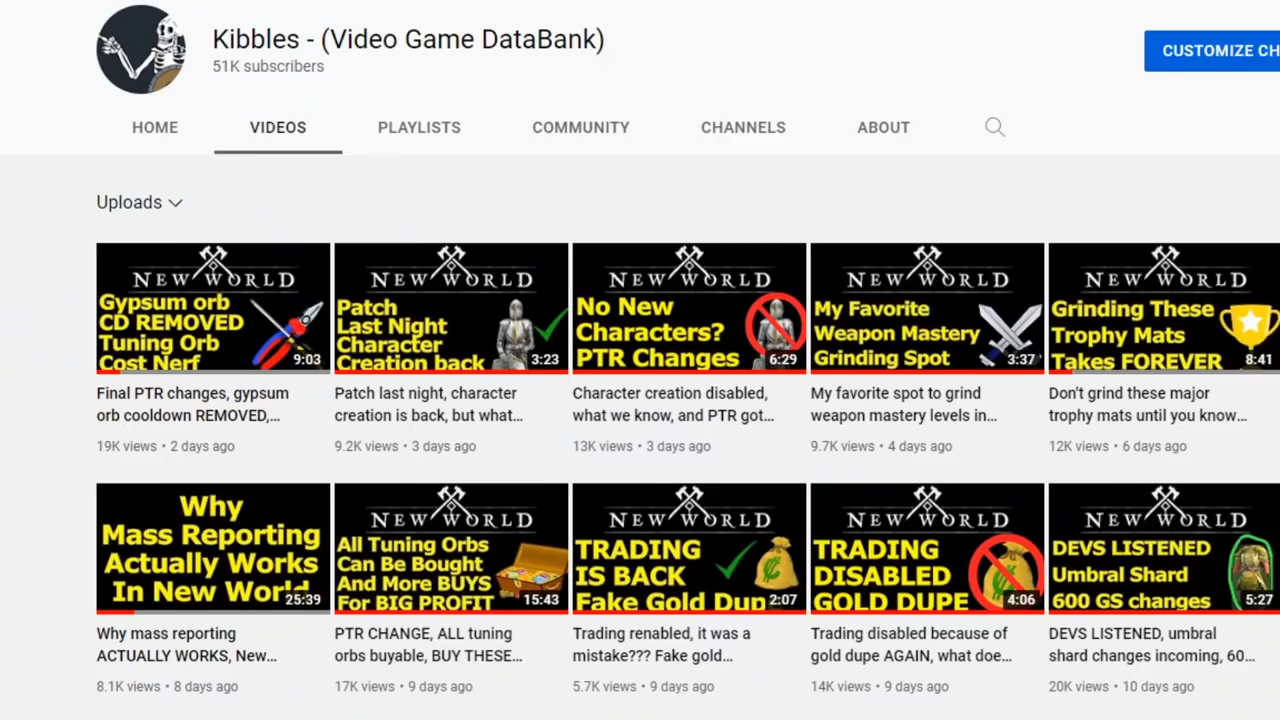 Kibbles - (Video Game DataBank)
51K subscribers
CUSTOMIZE CH
HOME
VIDEOS
PLAYLISTS
COMMUNITY
CHANNELS
ABOUT
Uploads
NEW WORLD
Gypsum orb
CD REMOVED
Tuning Orb
Cost Nerf
9:03
Final PTR changes, gypsum
orb cooldown REMOVED,...
19K views • 2 days ago
NEW WORLD
Patch
Last Night
Character
Creation back
3:23
Patch last night, character
creation is back, but what...
9.2K views • 3 days ago
NEW WORLD
No New
Characters?
PTR Changes
6:29
Character creation disabled,
what we know, and PTR got...
13K views • 3 days ago
NEW WORLD
My Favorite
Weapon Mastery
Grinding Spot
3:37
My favorite spot to grind
weapon mastery levels in...
9.7K views • 4 days ago
NEW WORLD
Grinding These
Trophy Mats
Takes FOREVER
8:41
Don't grind these major
trophy mats until you know...
12K views • 6 days ago
Why
Mass Reporting
Actually Works
In New World
25:39
Why mass reporting
ACTUALLY WORKS, New...
8.1K views • 8 days ago
NEW WORLD
All Tuning Orbs
Can Be Bought
And More BUYS
For BIG PROFIT
15:43
PTR CHANGE, ALL tuning
orbs buyable, BUY THESE...
17K views • 9 days ago
NEW WORLD
TRADING
IS BACK
Fake Gold Dup
2:07
Trading renabled, it was a
mistake??? Fake gold...
5.7K views • 9 days ago
NEW WORLD
TRADING
DISABLED
GOLD DUPE
4:06
Trading disabled because of
gold dupe AGAIN, what doe...
14K views • 9 days ago
NEW WORLD
DEVS LISTENED
Umbral Shard
600 GS changes
5:27
DEVS LISTENED, umbral
shard changes incoming, 60...
20K views • 10 days ago